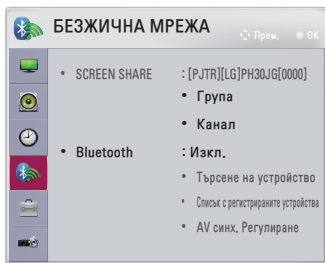 БЕЗЖИЧНА МРЕЖА
Прем. OK
• SCREEN SHARE : [PJTR][LG]PH30JG[0000]
• Група
• Канал
• Bluetooth : Изкл.
• Търсене на устройство
• Списък с регистрираните устройства
• AV синх. Регулиране